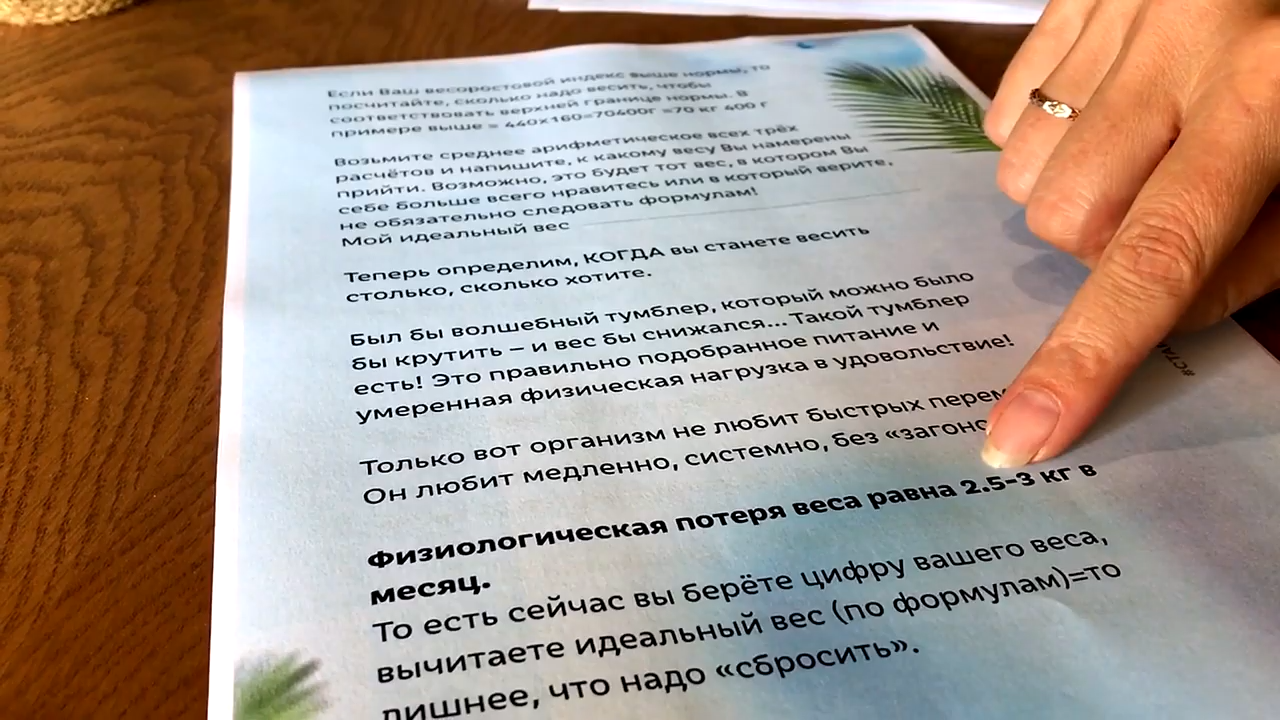 Если Ваш весоростовой индекс выше нормы, то
посчитайте, сколько надо весить, чтобы
соответствовать верхней границе нормы. В
примере выше = 440х160=70400г =70 кг 400 г
Возьмите среднее арифметическое всех трёх
расчётов и напишите, к какому весу Вы намерены
прийти. Возможно, это будет тот вес, в котором Вы
себе больше всего нравитесь или в который верите,
не обязательно следовать формулам!
Мой идеальный вес
Теперь определим, КОГДА вы станете весить
столько, сколько хотите.
Был бы волшебный тумблер, который можно было
бы крутить – и вес бы снижался... Такой тумблер
есть! Это правильно подобранное питание и
умеренная физическая нагрузка в удовольствие!
Только вот организм не любит быстрых
Он любит медленно, системно, без
Физиологическая потеря веса равна 2.5-3 кг в
месяц.
То есть сейчас вы берёте цифру вашего веса,
вычитаете идеальный вес (по формулам)=то
лишнее, что надо «сбросить».